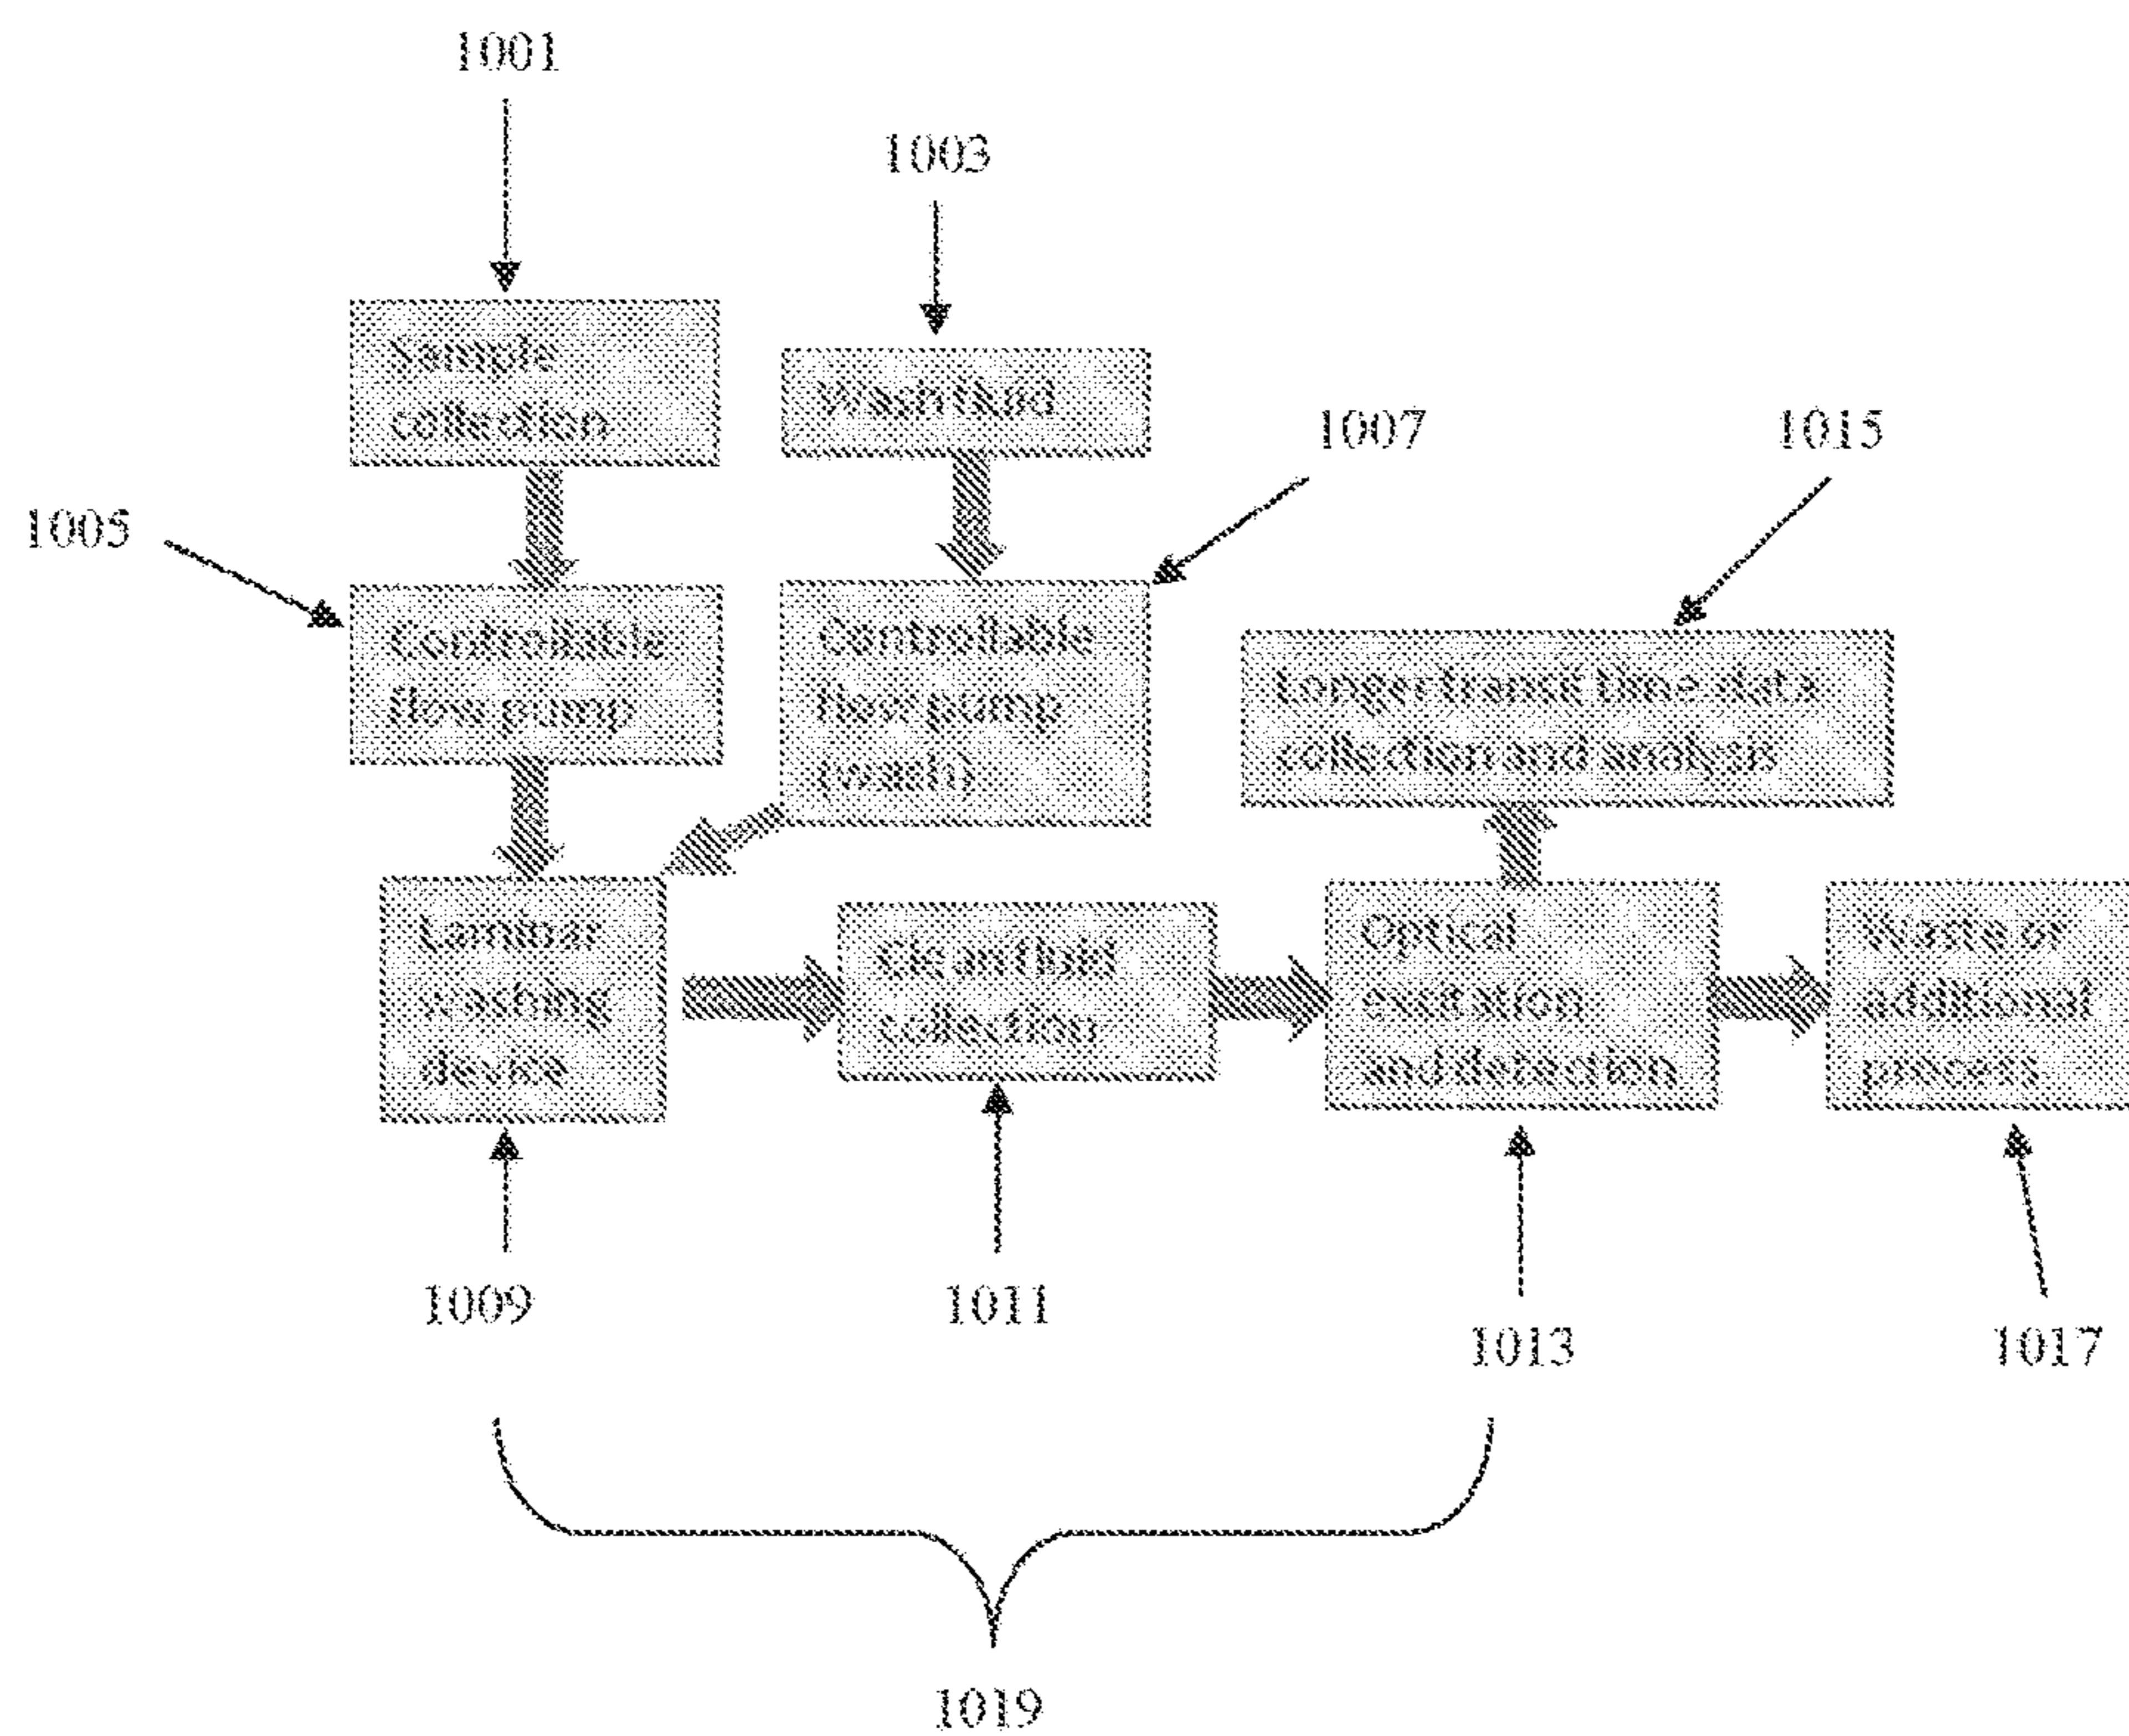 1001
1003
Sample
collection
Wash fluid
1007
1015
1005
Controllable
flow pump
Controllable
flow pump
(wash)
Longer transit time data
collection and analysis
Laminar
washing
device
Clean fluid
collection
Optical
excitation
and detection
Waste or
additional
process
1009
1011
1013
1017
1019